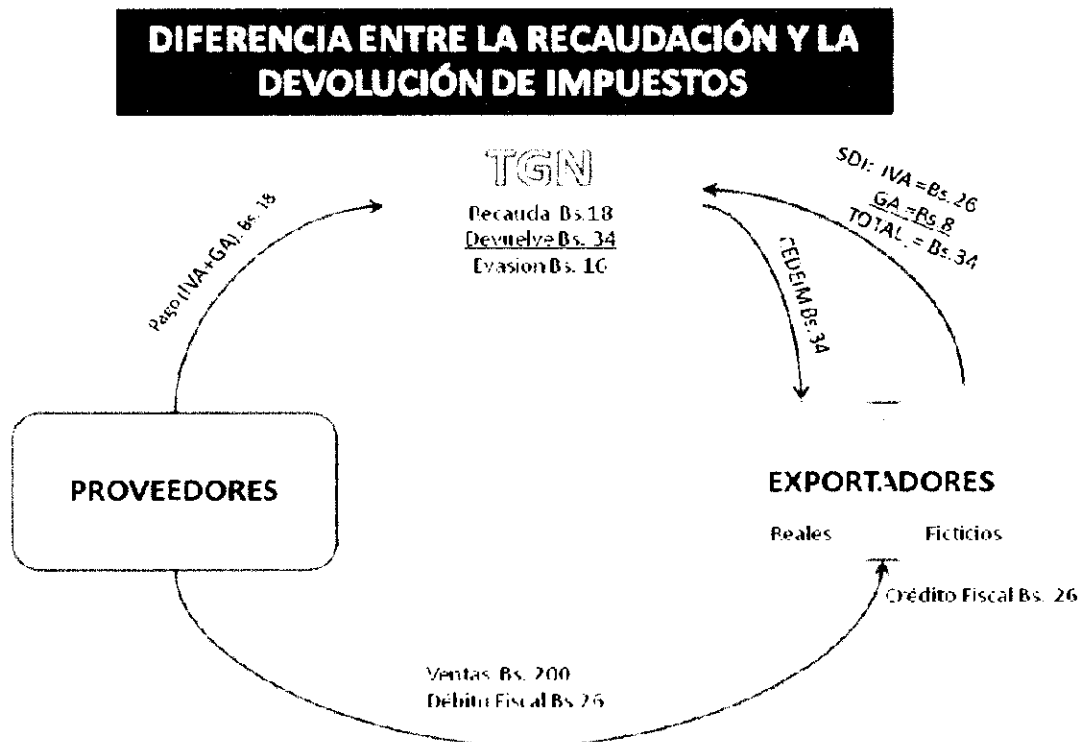 DIFERENCIA ENTRE LA RECAUDACIÓN Y LA
DEVOLUCIÓN DE IMPUESTOS
TGN
Recauda Bs.18
Devuelve Bs. 34
Evasion Bs. 16
SDI: IVA =Bs. 26
GA =Bs. 8
TOTAL = Bs. 34
Pago (IVA+GA). Bs. 18
CEDEIM Bs. 34
PROVEEDORES
EXPORTADORES
Reales Ficticios
Crédito Fiscal Bs. 26
Ventas Bs. 200
Débito Fiscal Bs 26